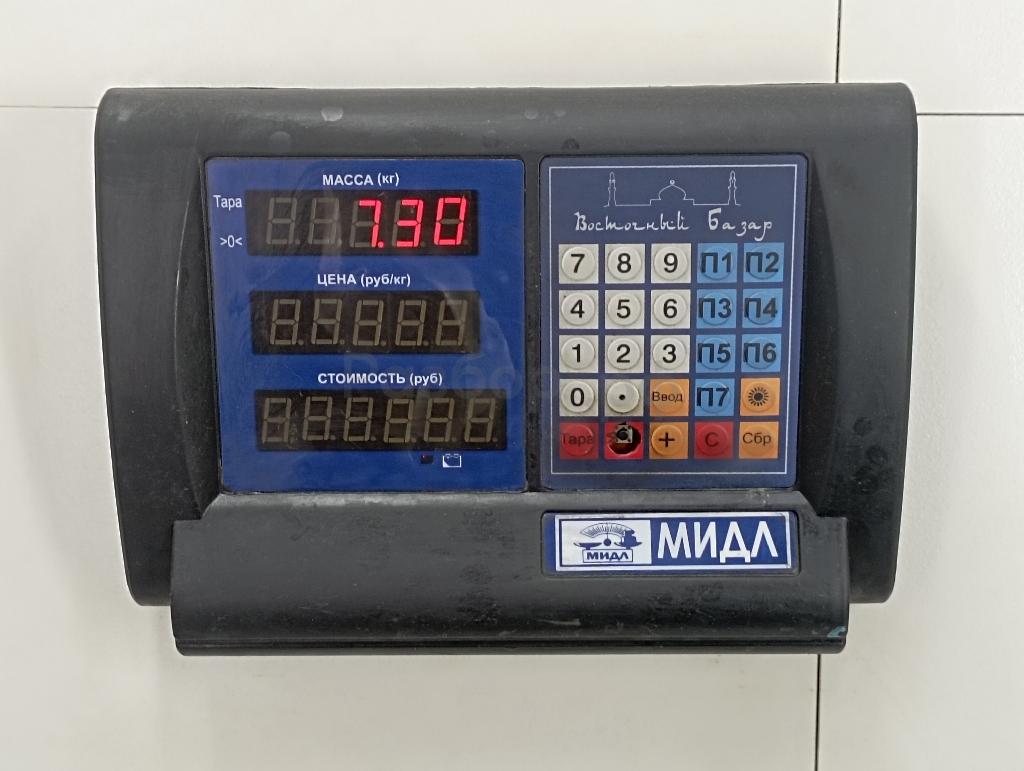 МАССА (кг)
Тара
7.30
>0<
ЦЕНА (руб/кг)
СТОИМОСТЬ (руб)
Восточный Базар
7 8 9 П1 П2
4 5 6 П3 П4
1 2 3 П5 П6
0 . Ввод П7
Тара + С Сбр
МИДЛ МИДЛ